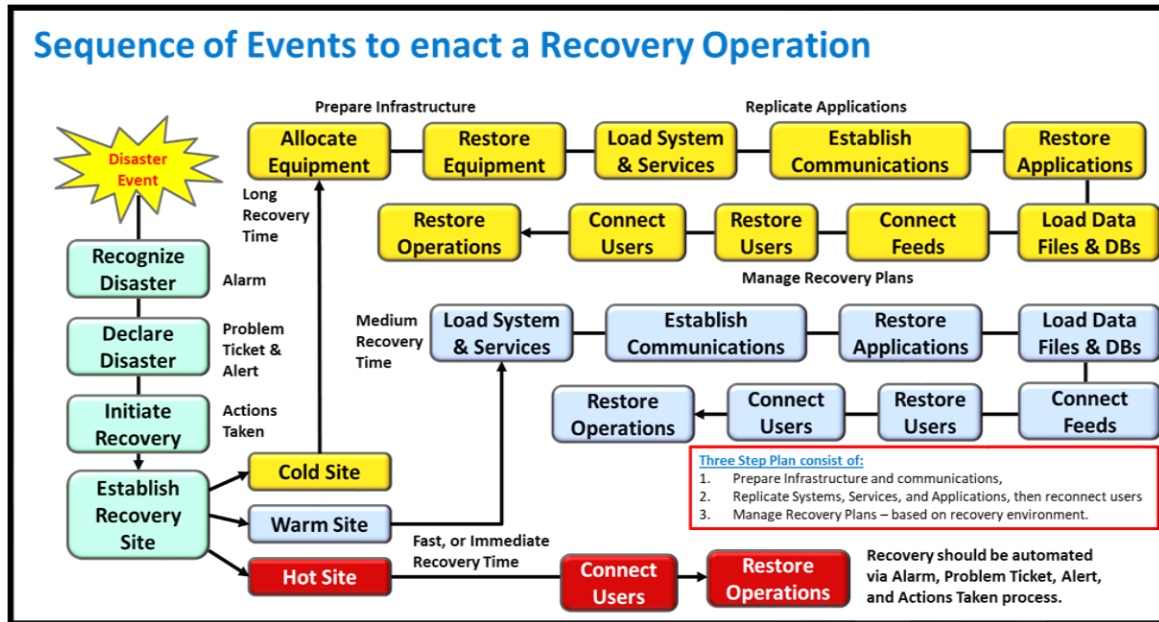 Sequence of Events to enact a Recovery Operation
Prepare Infrastructure
Replicate Applications
Disaster
Event
Allocate
Equipment
Restore
Equipment
Load System
& Services
Establish
Communications
Restore
Applications
Long
Recovery
Time
Restore
Operations
Connect
Users
Restore
Users
Connect
Feeds
Load Data
Files & DBs
Manage Recovery Plans
Recognize
Disaster
Alarm
Declare
Disaster
Problem
Ticket &
Alert
Initiate
Recovery
Actions
Taken
Establish
Recovery
Site
Medium
Recovery
Time
Load System
& Services
Establish
Communications
Restore
Applications
Load Data
Files & DBs
Restore
Operations
Connect
Users
Restore
Users
Connect
Feeds
Cold Site
Warm Site
Hot Site
Three Step Plan consist of:
1. Prepare Infrastructure and communications,
2. Replicate Systems, Services, and Applications, then reconnect users
3. Manage Recovery Plans – based on recovery environment.
Fast, or Immediate
Recovery Time
Connect
Users
Restore
Operations
Recovery should be automated
via Alarm, Problem Ticket, Alert,
and Actions Taken process.